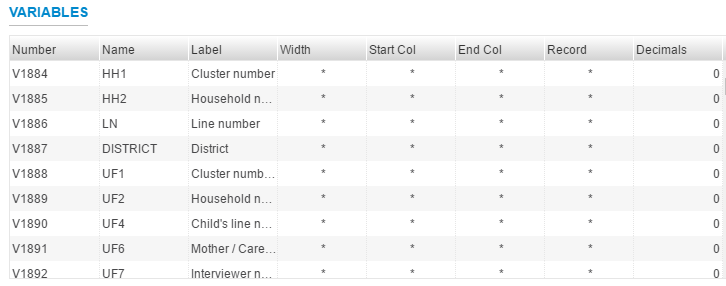 VARIABLES
Number Name Label Width Start Col End Col Record Decimals
V1884 HH1 Cluster number * * * * 0
V1885 HH2 Household n... * * * * 0
V1886 LN Line number * * * * 0
V1887 DISTRICT District * * * * 0
V1888 UF1 Cluster numb... * * * * 0
V1889 UF2 Household n... * * * * 0
V1890 UF4 Child's line n... * * * * 0
V1891 UF6 Mother / Care... * * * * 0
V1892 UF7 Interviewer n... * * * * 0